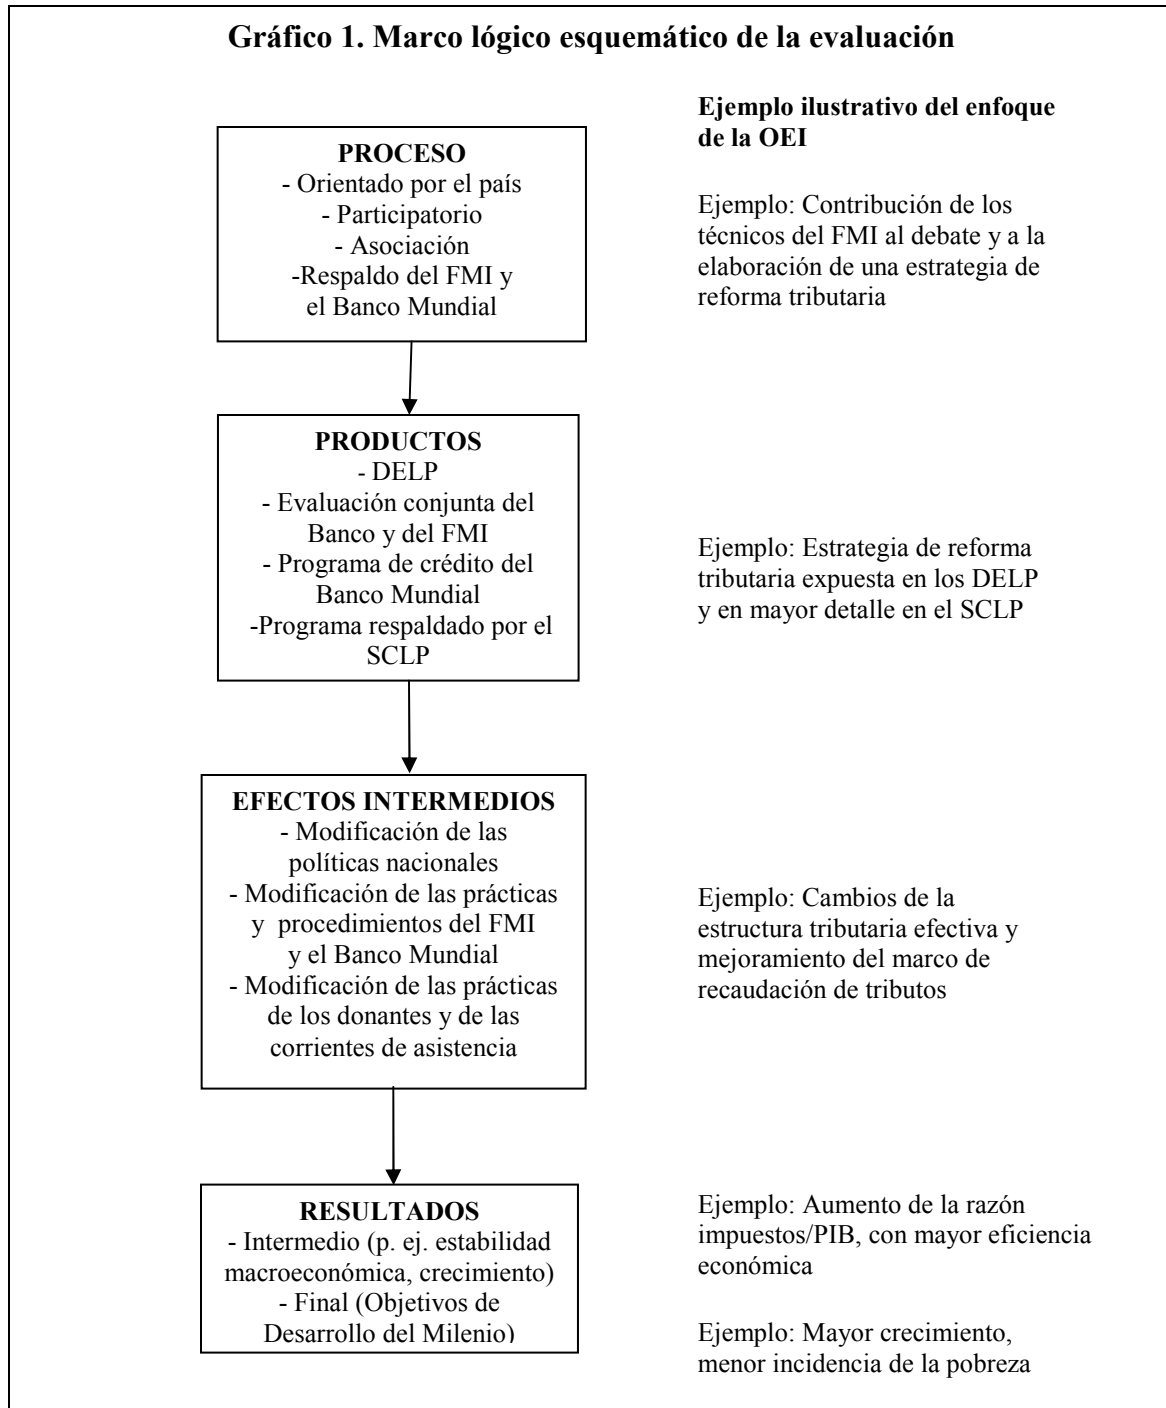 Gráfico 1. Marco lógico esquemático de la evaluación
Ejemplo ilustrativo del enfoque
de la OEI
PROCESO
- Orientado por el país
- Participatorio
- Asociación
-Respaldo del FMI y
el Banco Mundial
Ejemplo: Contribución de los
técnicos del FMI al debate y a la
elaboración de una estrategia de
reforma tributaria
PRODUCTOS
- DELP
- Evaluación conjunta del
Banco y del FMI
- Programa de crédito del
Banco Mundial
-Programa respaldado por el
SCLP
Ejemplo: Estrategia de reforma
tributaria expuesta en los DELP
y en mayor detalle en el SCLP
EFECTOS INTERMEDIOS
- Modificación de las
políticas nacionales
- Modificación de las prácticas
y procedimientos del FMI
y el Banco Mundial
- Modificación de las prácticas
de los donantes y de las
corrientes de asistencia
Ejemplo: Cambios de la
estructura tributaria efectiva y
mejoramiento del marco de
recaudación de tributos
RESULTADOS
- Intermedio (p. ej. estabilidad
macroeconómica, crecimiento)
- Final (Objetivos de
Desarrollo del Milenio)
Ejemplo: Aumento de la razón
impuestos/PIB, con mayor eficiencia
económica
Ejemplo: Mayor crecimiento,
menor incidencia de la pobreza